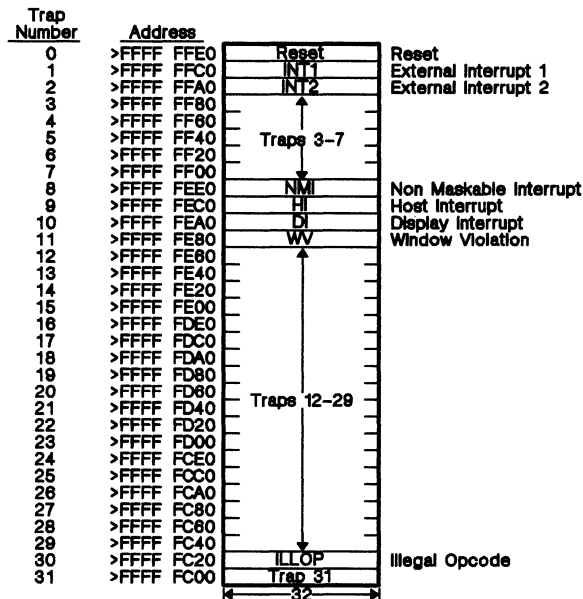 Trap
Number Address
0 >FFFF FFE0 Reset Reset
1 >FFFF FFC0 INT1 External Interrupt 1
2 >FFFF FFA0 INT2 External Interrupt 2
3 >FFFF FF80
4 >FFFF FF60
5 >FFFF FF40 Traps 3-7
6 >FFFF FF20
7 >FFFF FF00
8 >FFFF FEE0 NMI Non Maskable Interrupt
9 >FFFF FEC0 HI Host Interrupt
10 >FFFF FEA0 DI Display Interrupt
11 >FFFF FE80 WV Window Violation
12 >FFFF FE60
13 >FFFF FE40
14 >FFFF FE20
15 >FFFF FE00
16 >FFFF FDE0
17 >FFFF FDC0
18 >FFFF FDA0
19 >FFFF FD80
20 >FFFF FD60
21 >FFFF FD40 Traps 12-29
22 >FFFF FD20
23 >FFFF FD00
24 >FFFF FCE0
25 >FFFF FCC0
26 >FFFF FCA0
27 >FFFF FC80
28 >FFFF FC60
29 >FFFF FC40
30 >FFFF FC20 ILLOP Illegal Opcode
31 >FFFF FC00 Trap 31
32